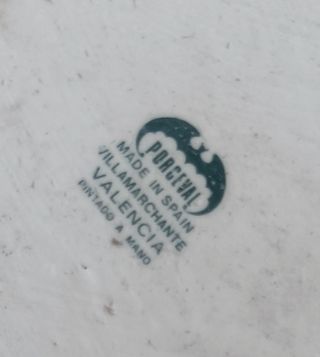 PORCEVAL
MADE IN SPAIN
VILLAMARCHANTE
VALENCIA
PINTADO A MANO